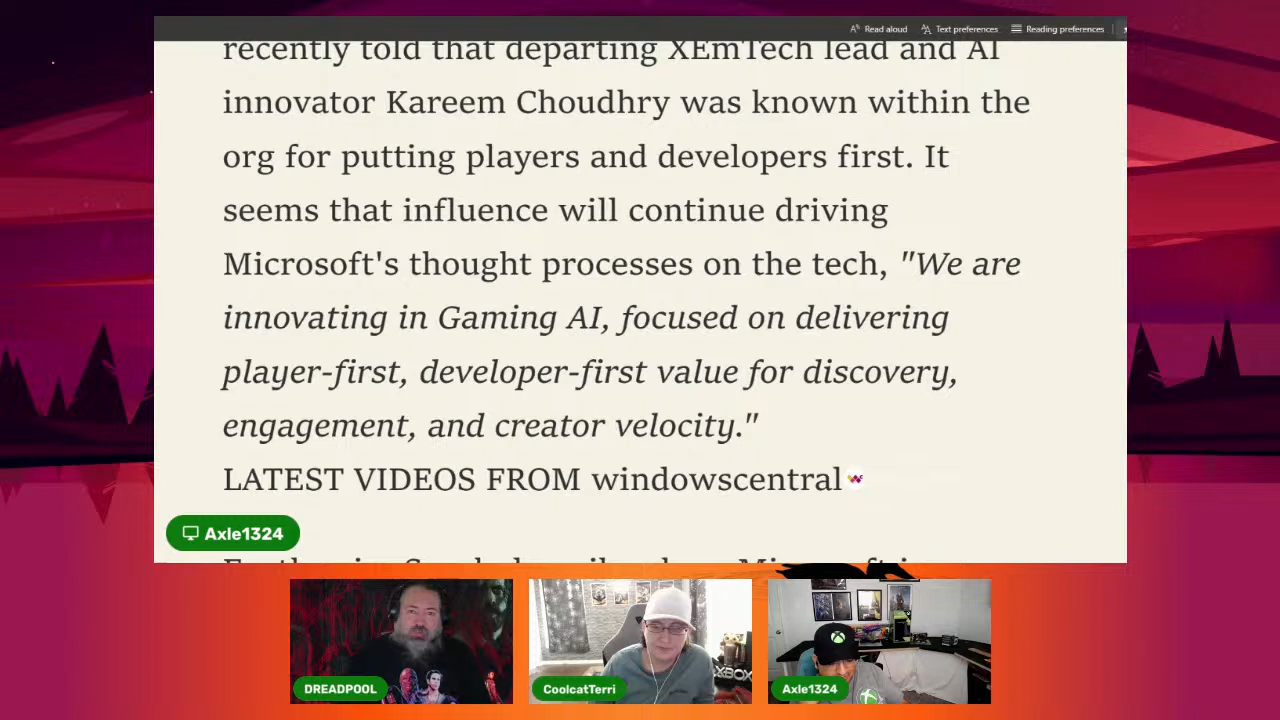 Read aloud Text preferences Reading preferences
recently told that departing XEmTech lead and AI
innovator Kareem Choudhry was known within the
org for putting players and developers first. It
seems that influence will continue driving
Microsoft's thought processes on the tech, "We are
innovating in Gaming AI, focused on delivering
player-first, developer-first value for discovery,
engagement, and creator velocity."
LATEST VIDEOS FROM windowscentral
Axle1324
DREADPOOL
CoolcatTerri
XBOX
Axle1324